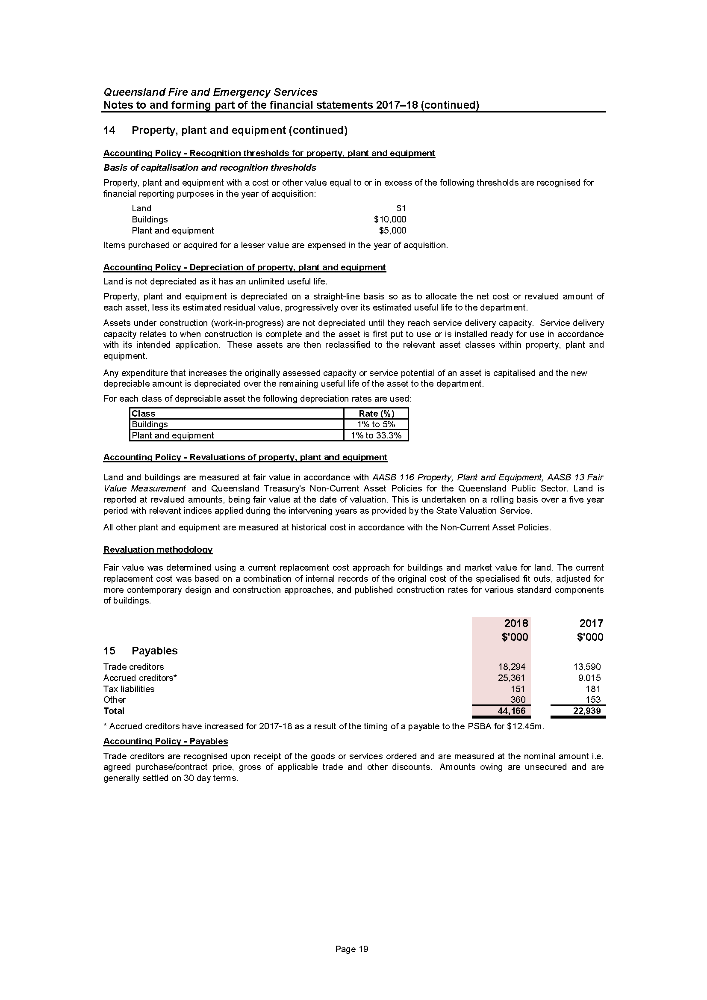 Queensland Fire and Emergency Services
Notes to and forming part of the financial statements 2017–18 (continued)
14 Property, plant and equipment (continued)
Accounting Policy - Recognition thresholds for property, plant and equipment
Basis of capitalisation and recognition thresholds
Property, plant and equipment with a cost or other value equal to or in excess of the following thresholds are recognised for
financial reporting purposes in the year of acquisition:
Land $1
Buildings $10,000
Plant and equipment $5,000
Items purchased or acquired for a lesser value are expensed in the year of acquisition.
Accounting Policy - Depreciation of property, plant and equipment
Land is not depreciated as it has an unlimited useful life.
Property, plant and equipment is depreciated on a straight-line basis so as to allocate the net cost or revalued amount of
each asset, less its estimated residual value, progressively over its estimated useful life to the department.
Assets under construction (work-in-progress) are not depreciated until they reach service delivery capacity. Service delivery
capacity relates to when construction is complete and the asset is first put to use or is installed ready for use in accordance
with its intended application. These assets are then reclassified to the relevant asset classes within property, plant and
equipment.
Any expenditure that increases the originally assessed capacity or service potential of an asset is capitalised and the new
depreciable amount is depreciated over the remaining useful life of the asset to the department.
For each class of depreciable asset the following depreciation rates are used:
Class Rate (%)
Buildings 1% to 5%
Plant and equipment 1% to 33.3%
Accounting Policy - Revaluations of property, plant and equipment
Land and buildings are measured at fair value in accordance with AASB 116 Property, Plant and Equipment, AASB 13 Fair
Value Measurement and Queensland Treasury's Non-Current Asset Policies for the Queensland Public Sector. Land is
reported at revalued amounts, being fair value at the date of valuation. This is undertaken on a rolling basis over a five year
period with relevant indices applied during the intervening years as provided by the State Valuation Service.
All other plant and equipment are measured at historical cost in accordance with the Non-Current Asset Policies.
Revaluation methodology
Fair value was determined using a current replacement cost approach for buildings and market value for land. The current
replacement cost was based on a combination of internal records of the original cost of the specialised fit outs, adjusted for
more contemporary design and construction approaches, and published construction rates for various standard components
of buildings.
2018 2017
$'000 $'000
15 Payables
Trade creditors 18,294 13,590
Accrued creditors* 25,361 9,015
Tax liabilities 151 181
Other 360 153
Total 44,166 22,939
* Accrued creditors have increased for 2017-18 as a result of the timing of a payable to the PSBA for $12.45m.
Accounting Policy - Payables
Trade creditors are recognised upon receipt of the goods or services ordered and are measured at the nominal amount i.e.
agreed purchase/contract price, gross of applicable trade and other discounts. Amounts owing are unsecured and are
generally settled on 30 day terms.
Page 19